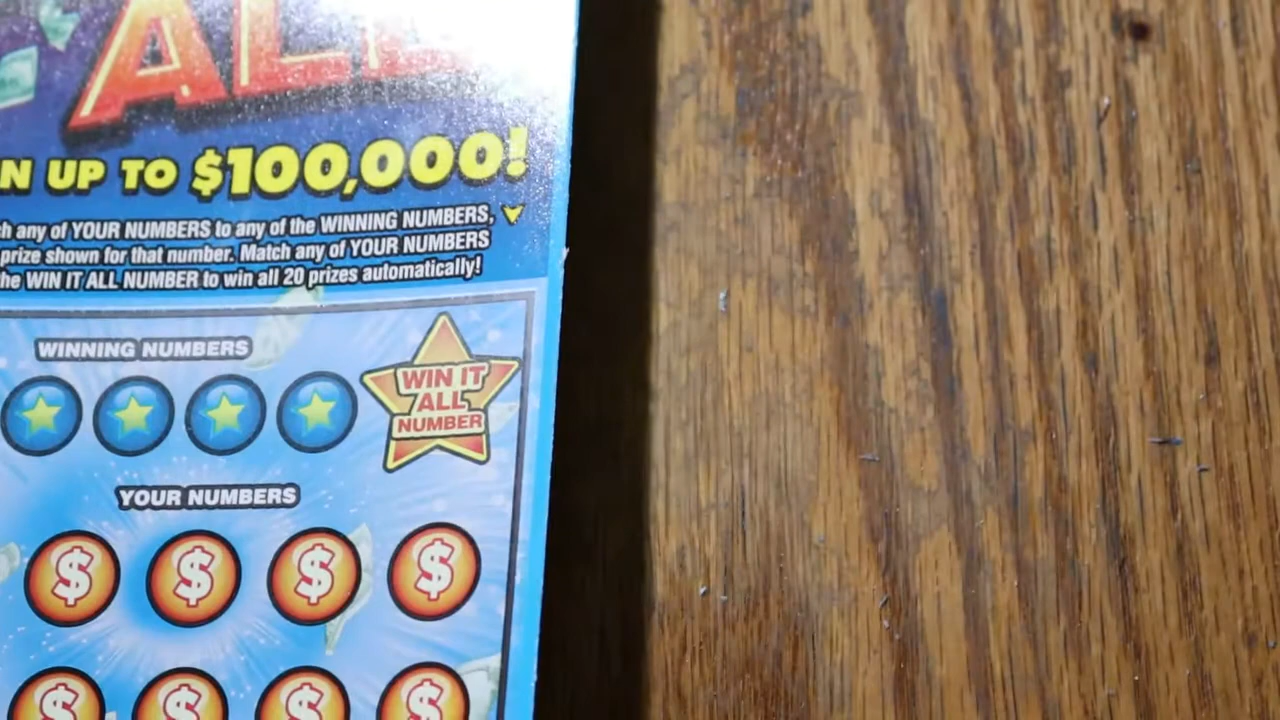 ALL
UP TO $100,000!
any of YOUR NUMBERS to any of the WINNING NUMBERS,
prize shown for that number. Match any of YOUR NUMBERS
the WIN IT ALL NUMBER to win all 20 prizes automatically!
WINNING NUMBERS
WIN IT
ALL
NUMBER
YOUR NUMBERS
$ $ $ $
$ $ $ $